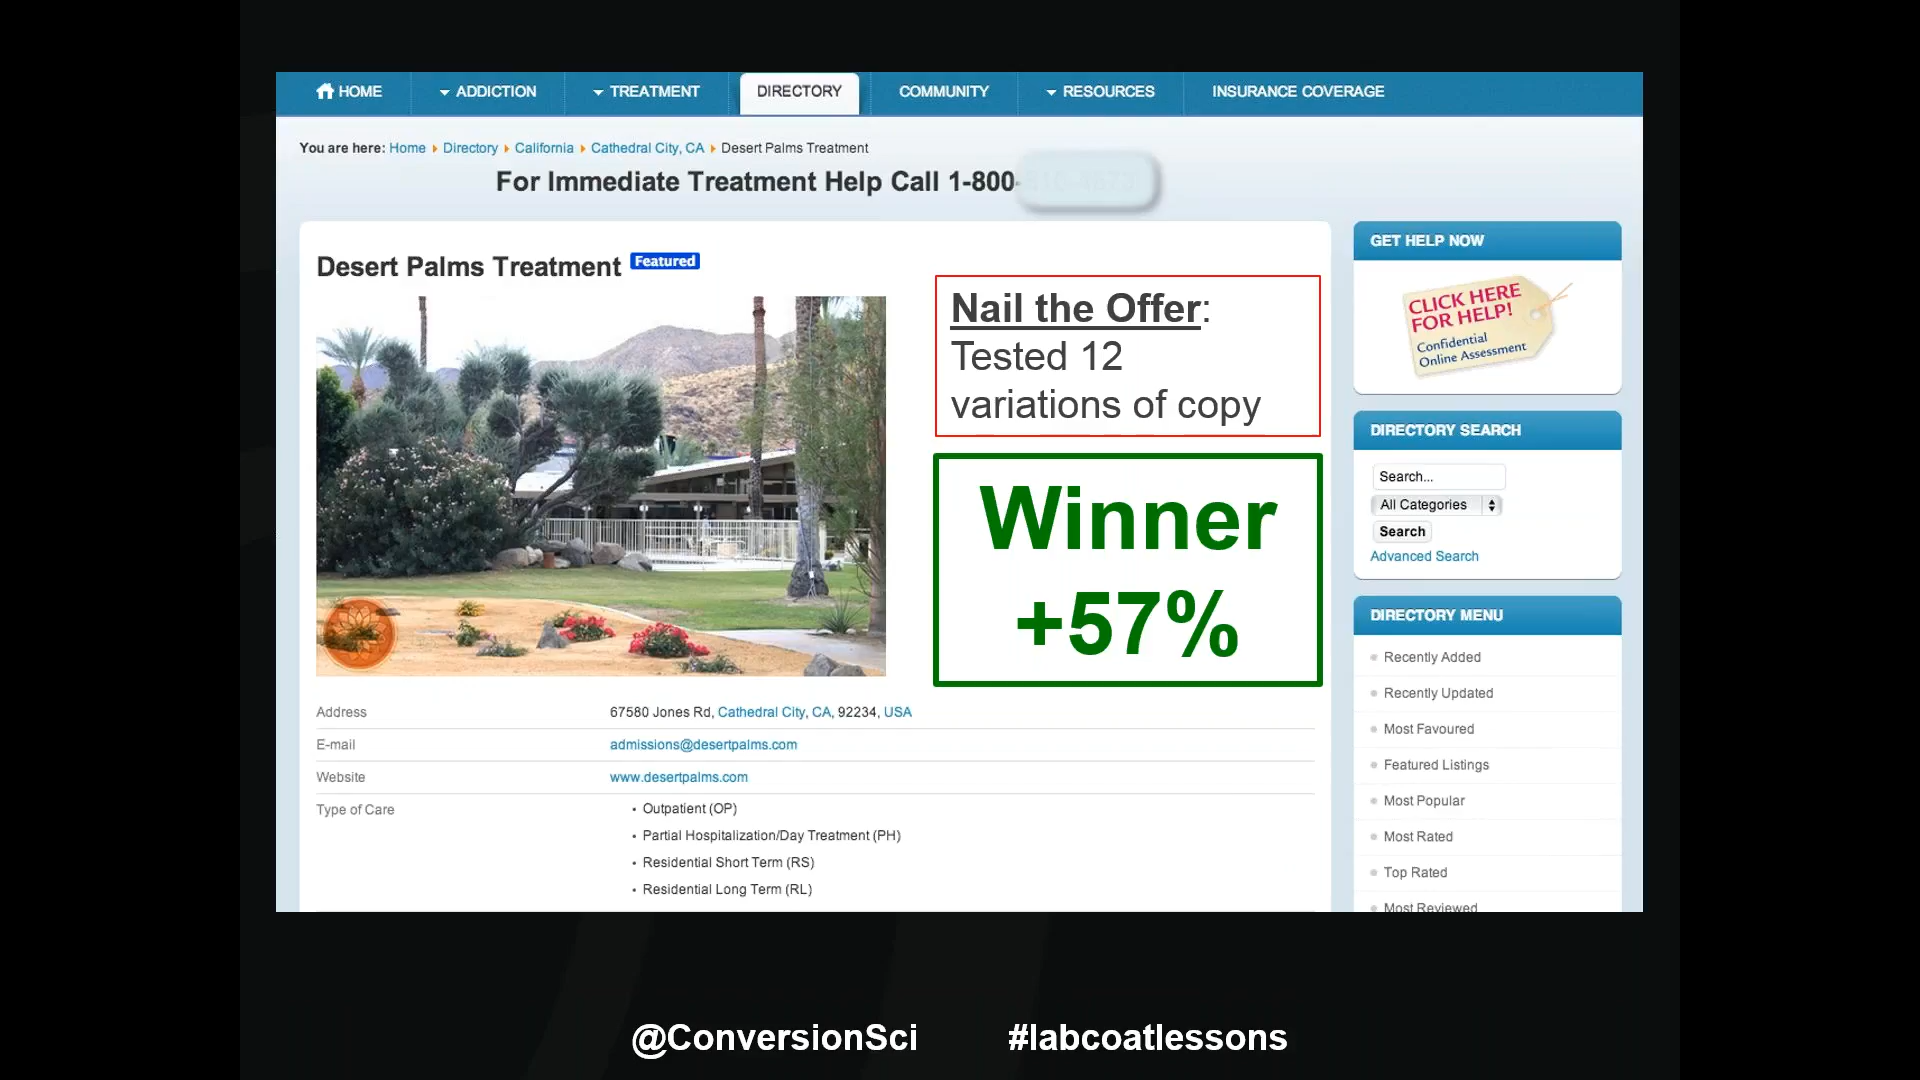 HOME
ADDICTION
TREATMENT
DIRECTORY
COMMUNITY
RESOURCES
INSURANCE COVERAGE
You are here: Home Directory California Cathedral City, CA Desert Palms Treatment
For Immediate Treatment Help Call 1-800-
Desert Palms Treatment Featured
Nail the Offer:
Tested 12
variations of copy
Winner
+57%
Address 67580 Jones Rd, Cathedral City, CA, 92234, USA
E-mail admissions@desertpalms.com
Website www.desertpalms.com
Type of Care
• Outpatient (OP)
• Partial Hospitalization/Day Treatment (PH)
• Residential Short Term (RS)
• Residential Long Term (RL)
GET HELP NOW
CLICK HERE
FOR HELP!
Confidential
Online Assessment
DIRECTORY SEARCH
Search...
All Categories
Search
Advanced Search
DIRECTORY MENU
Recently Added
Recently Updated
Most Favoured
Featured Listings
Most Popular
Most Rated
Top Rated
Most Reviewed
@ConversionSci #labcoatlessons